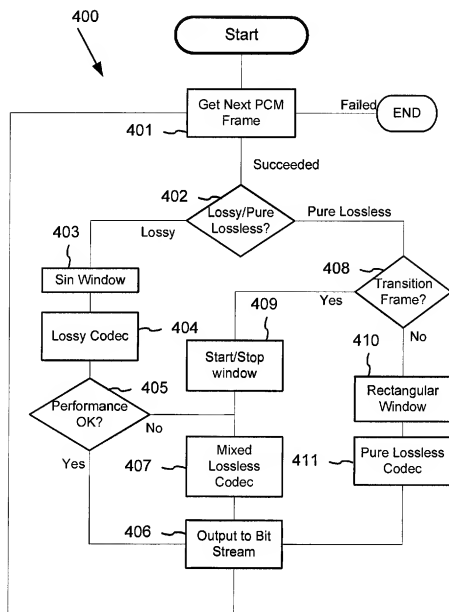 400
Start
401
Get Next PCM
Frame
Failed
END
Succeeded
402
Lossy/Pure
Lossless?
Lossy
Pure Lossless
403
Sin Window
408
Transition
Frame?
Yes
No
409
Start/Stop
window
404
Lossy Codec
410
Rectangular
Window
405
Performance
OK?
No
Yes
407
Mixed
Lossless
Codec
411
Pure Lossless
Codec
406
Output to Bit
Stream